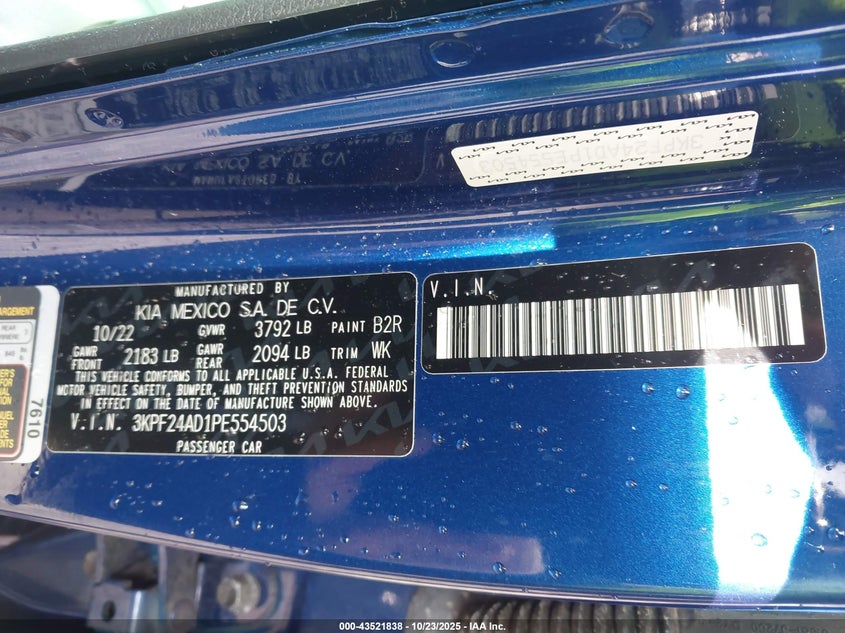 3KPF24AD1PE554503
MANUFACTURED BY
KIA MEXICO S.A. DE C.V.
10/22 GVWR 3792 LB PAINT B2R
GAWR FRONT 2183 LB GAWR REAR 2094 LB TRIM WK
THIS VEHICLE CONFORMS TO ALL APPLICABLE U.S.A. FEDERAL
MOTOR VEHICLE SAFETY, BUMPER, AND THEFT PREVENTION STANDARDS
IN EFFECT ON THE DATE OF MANUFACTURE SHOWN ABOVE.
V.I.N. 3KPF24AD1PE554503
PASSENGER CAR
V.I.N.
7610
REAR
000-43521838 - 10/23/2025 - IAA Inc.